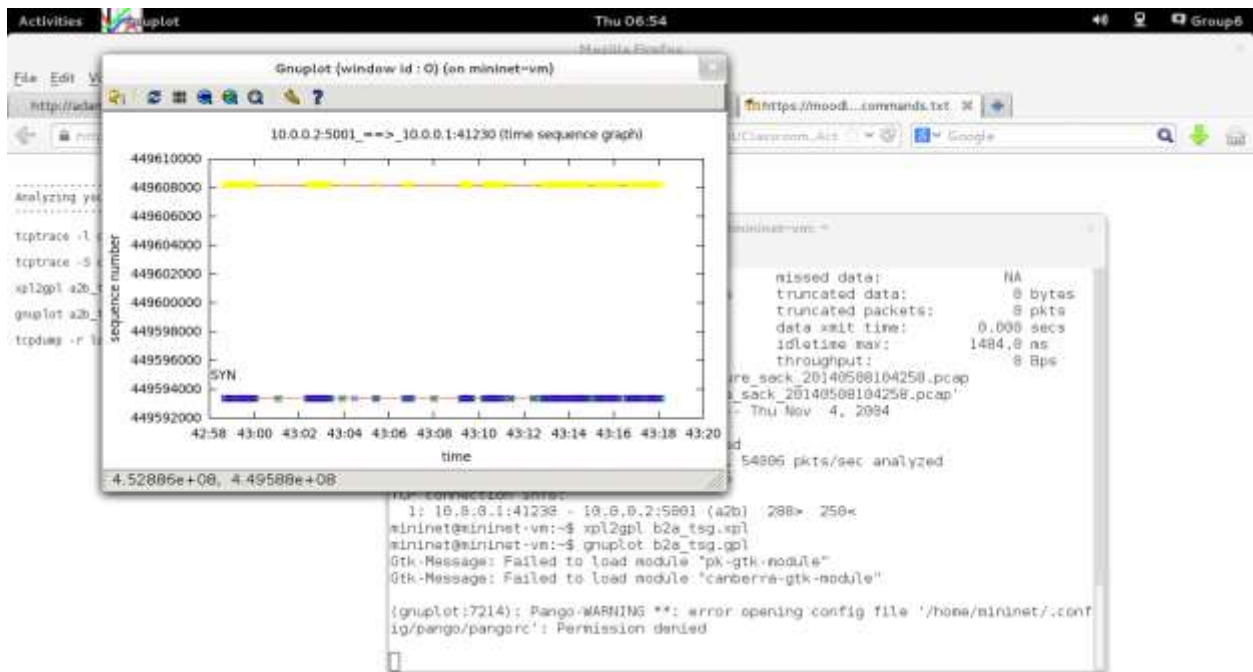 Activities
Gnuplot
Thu 06:54
Group6
Mozilla Firefox
File Edit
Gnuplot (window id : 0) (on mininet-vm)
https://mood(...commands.txt
Google
10.0.0.2:5001_==>_10.0.0.1:41230 (time sequence graph)
sequence number
449610000
449608000
449606000
449604000
449602000
449600000
449598000
449596000
449594000
449592000
SYN
42:58 43:00 43:02 43:04 43:06 43:08 43:10 43:12 43:14 43:16 43:18 43:20
time
4.52886e+08, 4.49588e+08
Analyzing
tcptrace -l
tcptrace -S
xpl2gpl
gnuplot
tcpdump -r
mininet-vm: ~
missed data: NA
truncated data: 0 bytes
truncated packets: 0 pkts
data xmit time: 0.000 secs
idletime max: 1484.0 ms
throughput: 0 Bps
sack_20140508104258.pcap
sack_20140508104258.pcap'
- Thu Nov 4, 2004
54806 pkts/sec analyzed
TCP connection info:
1: 10.0.0.1:41230 - 10.0.0.2:5001 (a2b) 280> 250<
mininet@mininet-vm:~$ xpl2gpl b2a_tsg.xpl
mininet@mininet-vm:~$ gnuplot b2a_tsg.gpl
Gtk-Message: Failed to load module "pk-gtk-module"
Gtk-Message: Failed to load module "canberra-gtk-module"
(gnuplot:7214): Pango-WARNING **: error opening config file '/home/mininet/.conf
ig/pango/pangorc': Permission denied